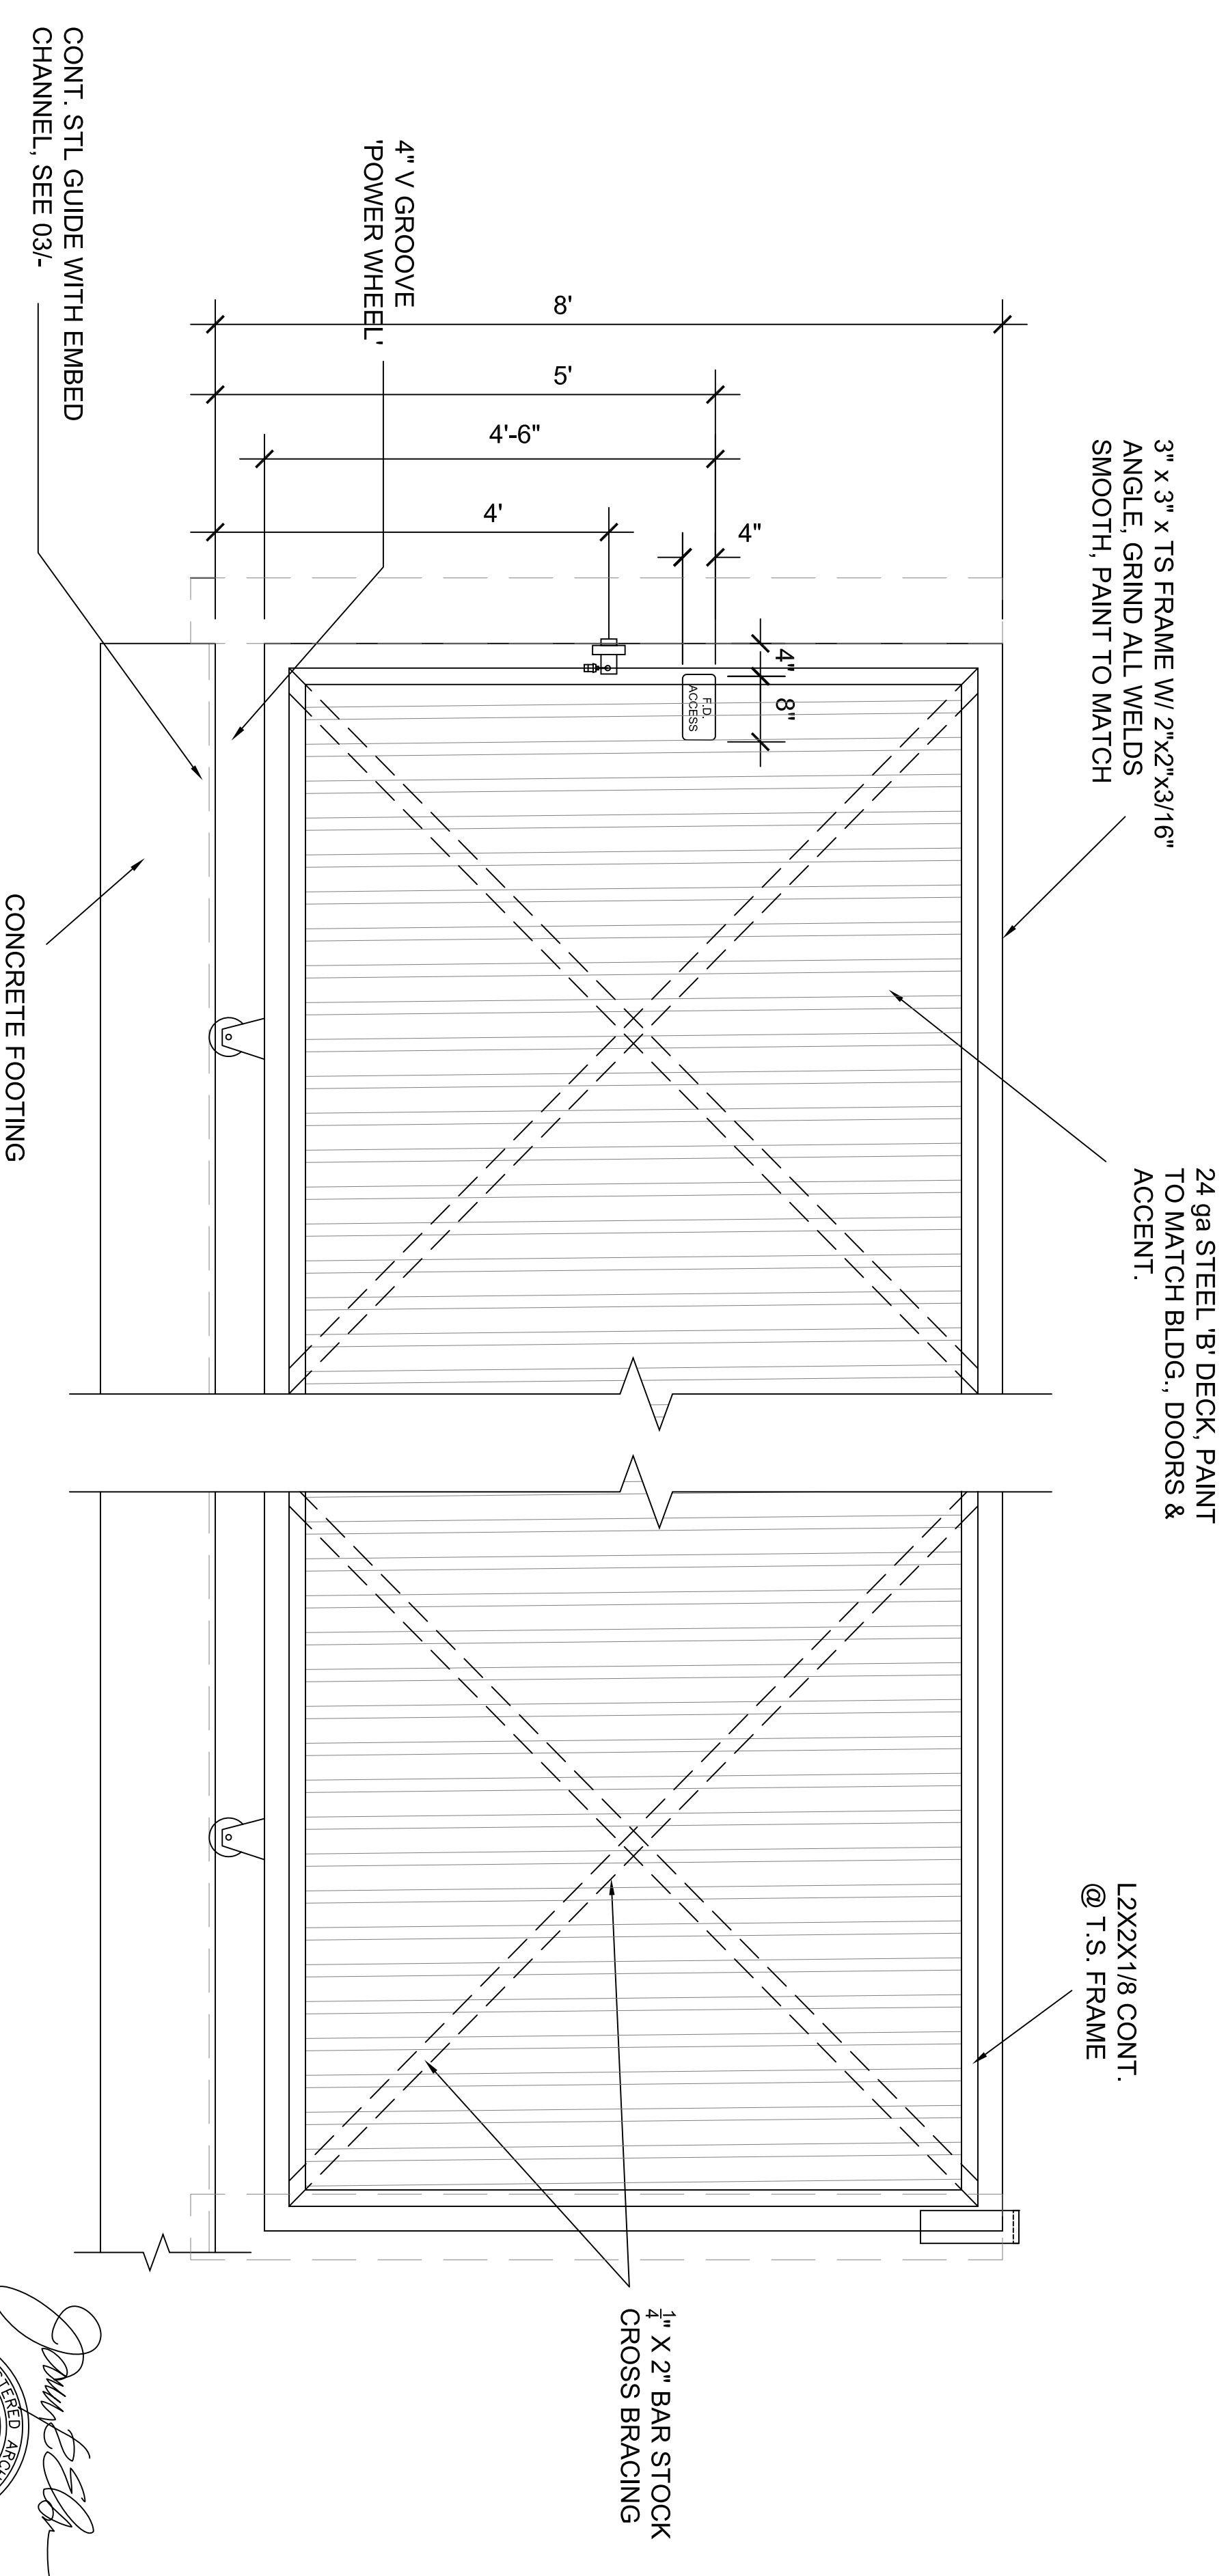 3" x 3" x TS FRAME W/ 2"x2"x3/16"
ANGLE, GRIND ALL WELDS
SMOOTH, PAINT TO MATCH
24 ga STEEL 'B' DECK, PAINT
TO MATCH BLDG., DOORS &
ACCENT.
L2X2X1/8 CONT.
@ T.S. FRAME
8'
5'
4'-6"
4'
4"
4"
8"
F.D.
ACCESS
4" V GROOVE
'POWER WHEEL'
1/4" X 2" BAR STOCK
CROSS BRACING
CONT. STL GUIDE WITH EMBED
CHANNEL, SEE 03/-
CONCRETE FOOTING